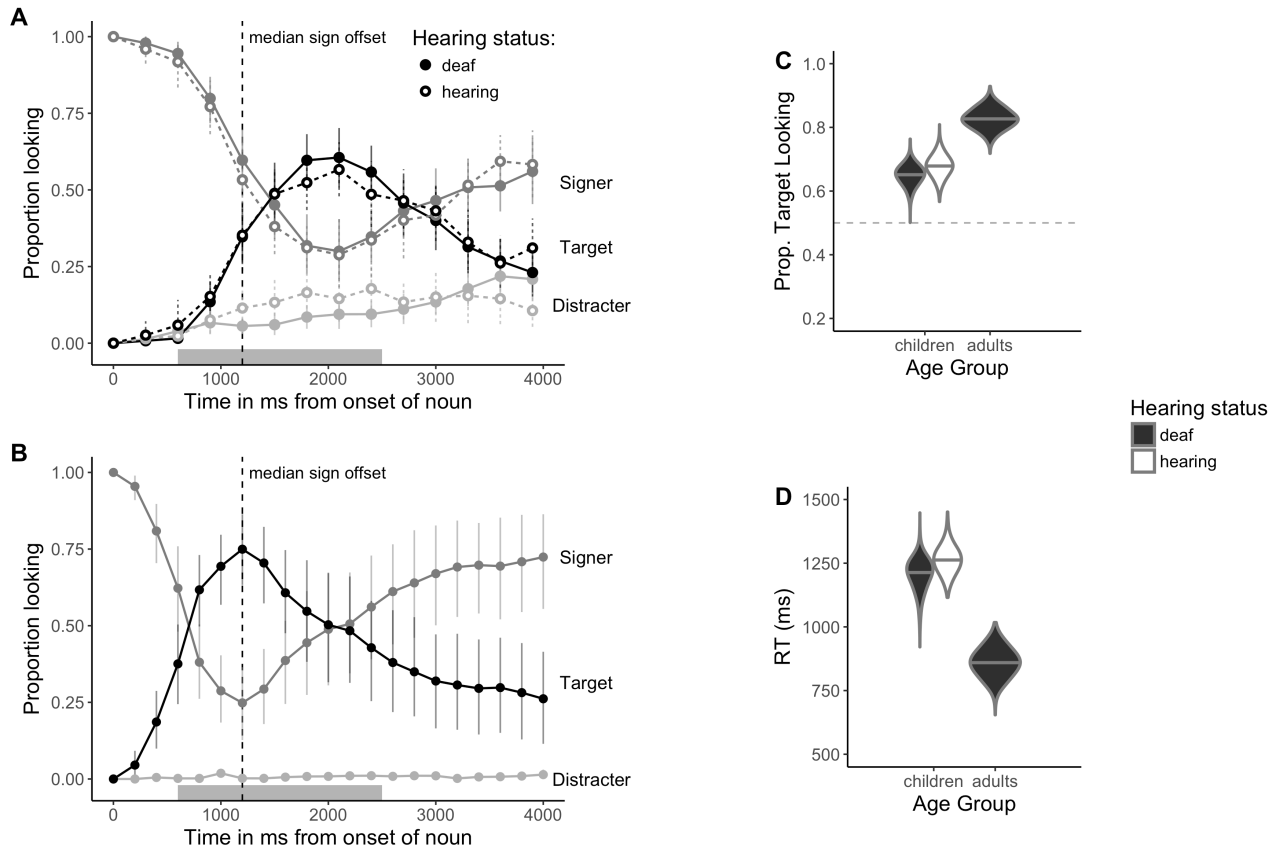 A
1.00
0.75
0.50
0.25
0.00
Proportion looking
median sign offset
Hearing status:
deaf
hearing
Signer
Target
Distracter
0 1000 2000 3000 4000
Time in ms from onset of noun
B
1.00
0.75
0.50
0.25
0.00
Proportion looking
median sign offset
Signer
Target
Distracter
0 1000 2000 3000 4000
Time in ms from onset of noun
C
1.0
0.8
0.6
0.4
0.2
Prop. Target Looking
children adults
Age Group
Hearing status
deaf
hearing
D
1500
1250
1000
750
500
RT (ms)
children adults
Age Group